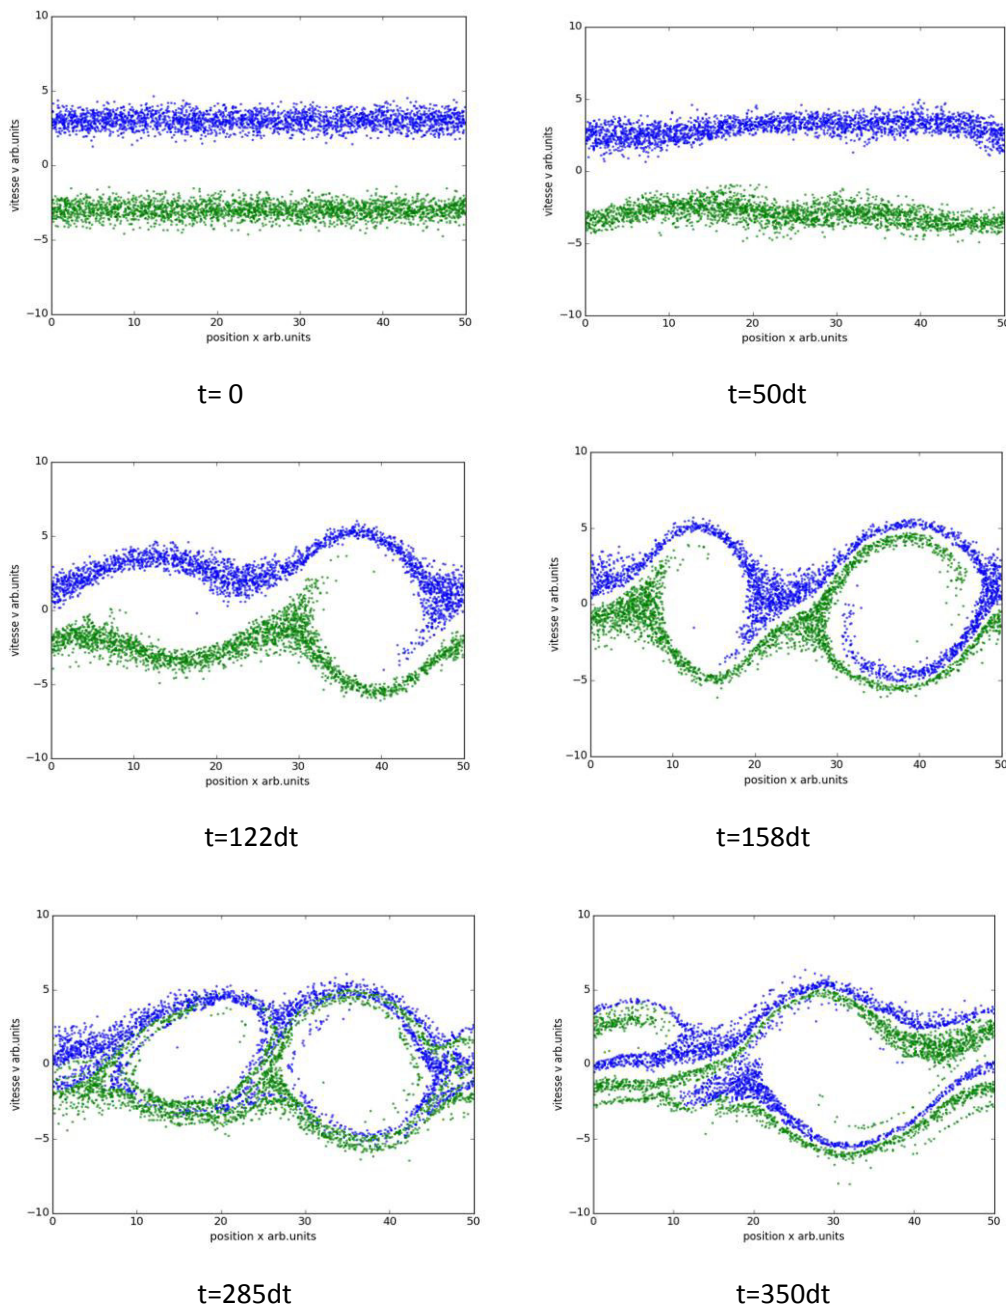 10
5
0
−5
−10
vitesse v arb.units
0 10 20 30 40 50
position x arb.units
t= 0
10
5
0
−5
−10
vitesse v arb.units
0 10 20 30 40 50
position x arb.units
t=50dt
10
5
0
−5
−10
vitesse v arb.units
0 10 20 30 40 50
position x arb.units
t=122dt
10
5
0
−5
−10
vitesse v arb.units
0 10 20 30 40 50
position x arb.units
t=158dt
10
5
0
−5
−10
vitesse v arb.units
0 10 20 30 40 50
position x arb.units
t=285dt
10
5
0
−5
−10
vitesse v arb.units
0 10 20 30 40 50
position x arb.units
t=350dt